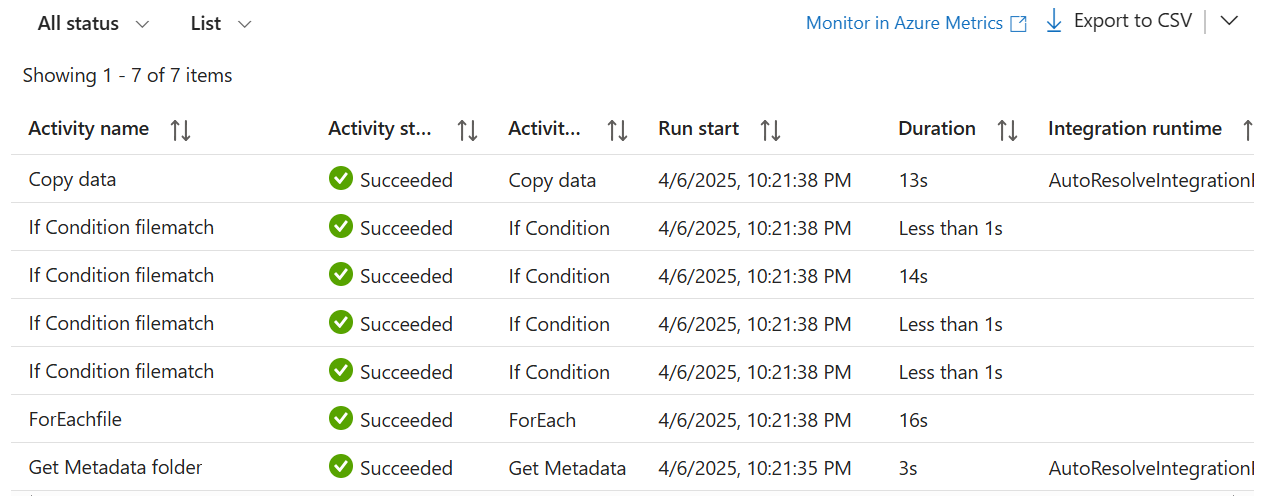 All status List Monitor in Azure Metrics Export to CSV
Showing 1 - 7 of 7 items
Activity name Activity st... Activit... Run start Duration Integration runtime
Copy data Succeeded Copy data 4/6/2025, 10:21:38 PM 13s AutoResolveIntegration
If Condition filematch Succeeded If Condition 4/6/2025, 10:21:38 PM Less than 1s
If Condition filematch Succeeded If Condition 4/6/2025, 10:21:38 PM 14s
If Condition filematch Succeeded If Condition 4/6/2025, 10:21:38 PM Less than 1s
If Condition filematch Succeeded If Condition 4/6/2025, 10:21:38 PM Less than 1s
ForEachfile Succeeded ForEach 4/6/2025, 10:21:38 PM 16s
Get Metadata folder Succeeded Get Metadata 4/6/2025, 10:21:35 PM 3s AutoResolveIntegration